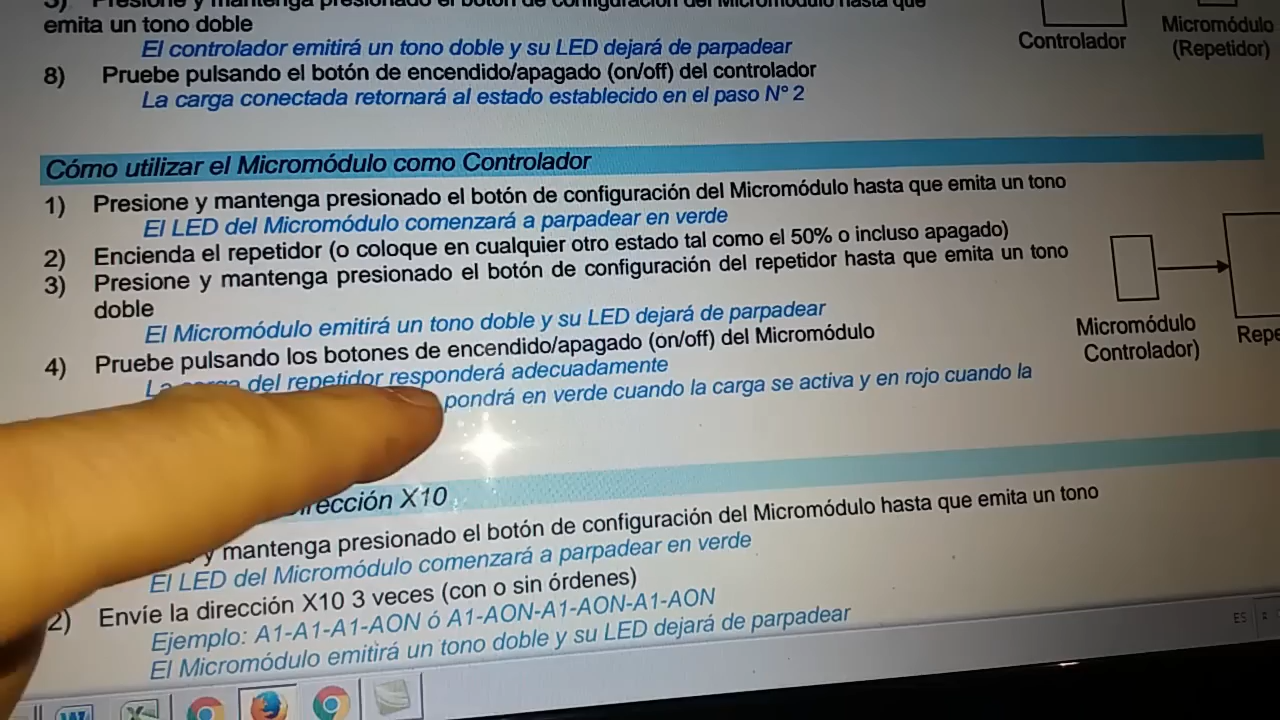 emita un tono doble
El controlador emitirá un tono doble y su LED dejará de parpadear
8) Pruebe pulsando el botón de encendido/apagado (on/off) del controlador
La carga conectada retornará al estado establecido en el paso N° 2
Controlador
Micromódulo
(Repetidor)
Cómo utilizar el Micromódulo como Controlador
1) Presione y mantenga presionado el botón de configuración del Micromódulo hasta que emita un tono
El LED del Micromódulo comenzará a parpadear en verde
2) Encienda el repetidor (o coloque en cualquier otro estado tal como el 50% o incluso apagado)
3) Presione y mantenga presionado el botón de configuración del repetidor hasta que emita un tono
doble
El Micromódulo emitirá un tono doble y su LED dejará de parpadear
4) Pruebe pulsando los botones de encendido/apagado (on/off) del Micromódulo
La carga del repetidor responderá adecuadamente
pondrá en verde cuando la carga se activa y en rojo cuando la
Micromódulo
Controlador)
Repe
irección X10
y mantenga presionado el botón de configuración del Micromódulo hasta que emita un tono
El LED del Micromódulo comenzará a parpadear en verde
2) Envíe la dirección X10 3 veces (con o sin órdenes)
Ejemplo: A1-A1-A1-AON ó A1-AON-A1-AON-A1-AON
El Micromódulo emitirá un tono doble y su LED dejará de parpadear
ES